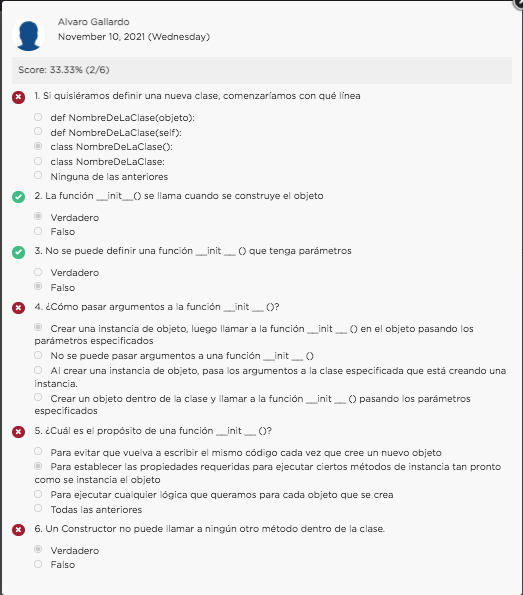 Alvaro Gallardo
November 10, 2021 (Wednesday)
Score: 33.33% (2/6)
1. Si quisiéramos definir una nueva clase, comenzaríamos con qué línea
def NombreDeLaClase(objeto):
def NombreDeLaClase(self):
class NombreDeLaClase():
class NombreDeLaClase:
Ninguna de las anteriores
2. La función __init__() se llama cuando se construye el objeto
Verdadero
Falso
3. No se puede definir una función __init __ () que tenga parámetros
Verdadero
Falso
4. ¿Cómo pasar argumentos a la función __init __ ()?
Crear una instancia de objeto, luego llamar a la función __init __ () en el objeto pasando los
parámetros especificados
No se puede pasar argumentos a una función __init __ ()
Al crear una instancia de objeto, pasa los argumentos a la clase especificada que está creando una
instancia.
Crear un objeto dentro de la clase y llamar a la función __init __ () pasando los parámetros
especificados
5. ¿Cuál es el propósito de una función __init __ ()?
Para evitar que vuelva a escribir el mismo código cada vez que cree un nuevo objeto
Para establecer las propiedades requeridas para ejecutar ciertos métodos de instancia tan pronto
como se instancia el objeto
Para ejecutar cualquier lógica que queramos para cada objeto que se crea
Todas las anteriores
6. Un Constructor no puede llamar a ningún otro método dentro de la clase.
Verdadero
Falso